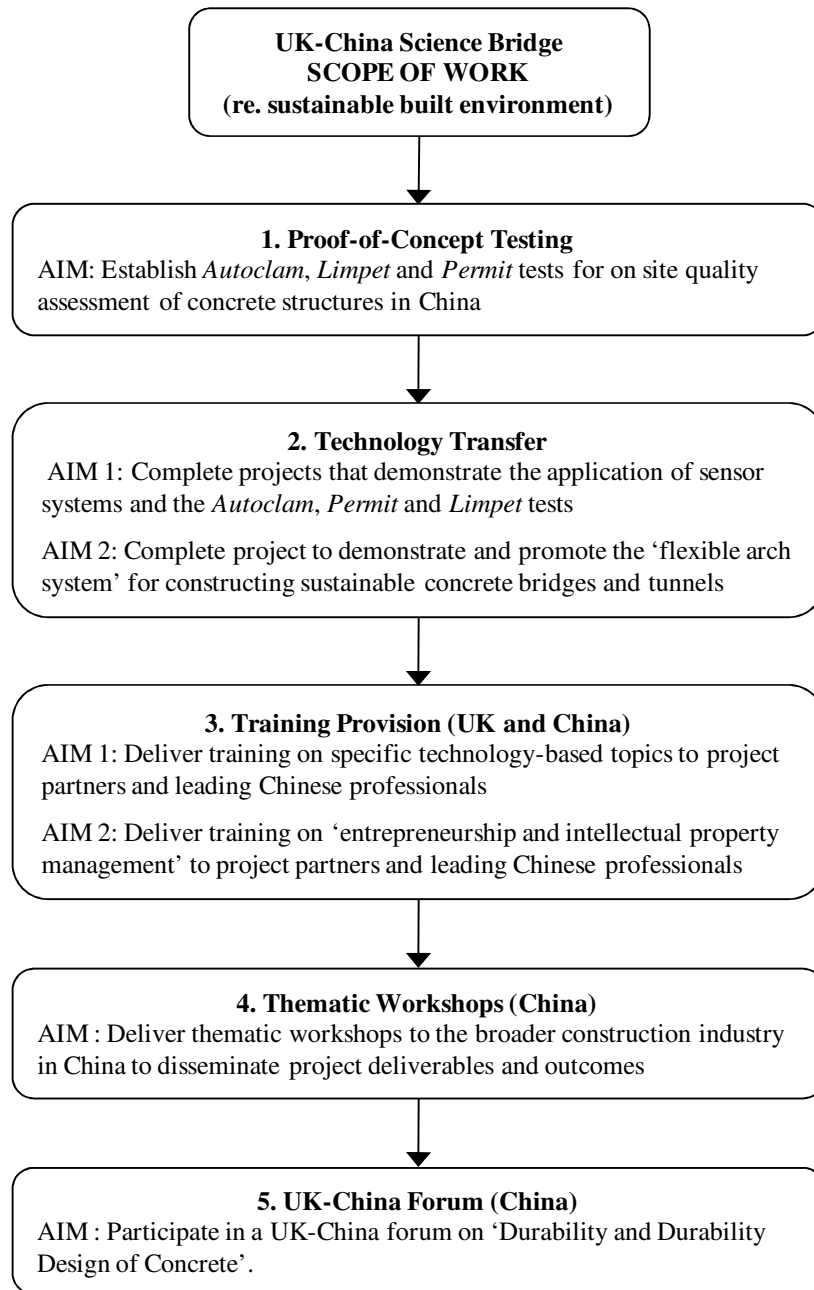 UK-China Science Bridge
SCOPE OF WORK
(re. sustainable built environment)
1. Proof-of-Concept Testing
AIM: Establish Autoclam, Limpet and Permit tests for on site quality
assessment of concrete structures in China
2. Technology Transfer
AIM 1: Complete projects that demonstrate the application of sensor
systems and the Autoclam, Permit and Limpet tests
AIM 2: Complete project to demonstrate and promote the ‘flexible arch
system’ for constructing sustainable concrete bridges and tunnels
3. Training Provision (UK and China)
AIM 1: Deliver training on specific technology-based topics to project
partners and leading Chinese professionals
AIM 2: Deliver training on ‘entrepreneurship and intellectual property
management’ to project partners and leading Chinese professionals
4. Thematic Workshops (China)
AIM : Deliver thematic workshops to the broader construction industry
in China to disseminate project deliverables and outcomes
5. UK-China Forum (China)
AIM : Participate in a UK-China forum on ‘Durability and Durability
Design of Concrete’.